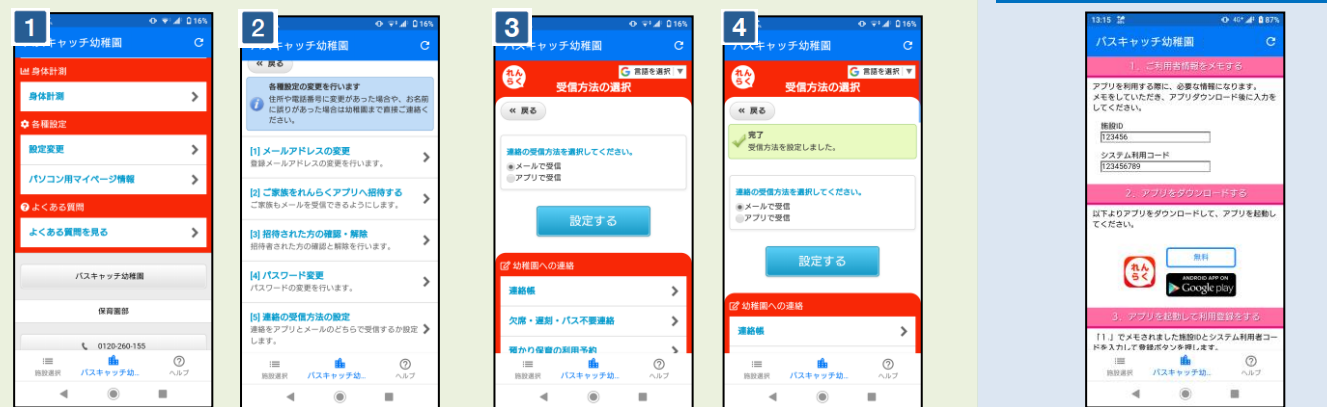 1
16%
スキャッチ幼稚園
身体計測
身体計測
各種設定
設定変更
パソコン用マイページ情報
よくある質問
よくある質問を見る
バスキャッチ幼稚園
保育園部
0120-260-155
施設選択 バスキャッチ幼... ヘルプ
2
16%
キャッチ幼稚園
≪ 戻る
各種設定の変更を行います
住所や電話番号に変更があった場合や、お名前
に誤りがあった場合は幼稚園まで直接ご連絡く
ださい。
[1] メールアドレスの変更
登録メールアドレスの変更を行います。
[2] ご家族をれんらくアプリへ招待する
ご家族もメールを受信できるようにします。
[3] 招待された方の確認・解除
招待者された方の確認と解除を行います。
[4] パスワード変更
パスワードの変更を行います。
[5] 連絡の受信方法の設定
連絡をアプリとメールのどちらで受信するか設定
します。
施設選択 バスキャッチ幼... ヘルプ
3
16%
バスキャッチ幼稚園
れん
らく
G 言語を選択 ▼
受信方法の選択
≪ 戻る
連絡の受信方法を選択してください。
メールで受信
アプリで受信
設定する
幼稚園への連絡
連絡帳
欠席・遅刻・バス不要連絡
預かり保育の利用予約
施設選択 バスキャッチ幼... ヘルプ
4
16%
バスキャッチ幼稚園
れん
らく
G 言語を選択 ▼
受信方法の選択
≪ 戻る
完了
受信方法を設定しました。
連絡の受信方法を選択してください。
メールで受信
アプリで受信
設定する
幼稚園への連絡
連絡帳
施設選択 バスキャッチ幼... ヘルプ
13:15 87%
バスキャッチ幼稚園
1．ご利用者情報をメモする
アプリを利用する際に、必要な情報になります。
メモをしていただき、アプリダウンロード後に入力を
してください。
施設ID
123456
システム利用コード
123456789
2．アプリをダウンロードする
以下よりアプリをダウンロードして、アプリを起動し
てください。
れん
らく
無料
ANDROID APP ON
Google play
3．アプリを起動して利用登録をする
「1.」でメモされました施設IDとシステム利用者コー
ドを入力して登録ボタンを押します。
施設選択 バスキャッチ幼... ヘルプ